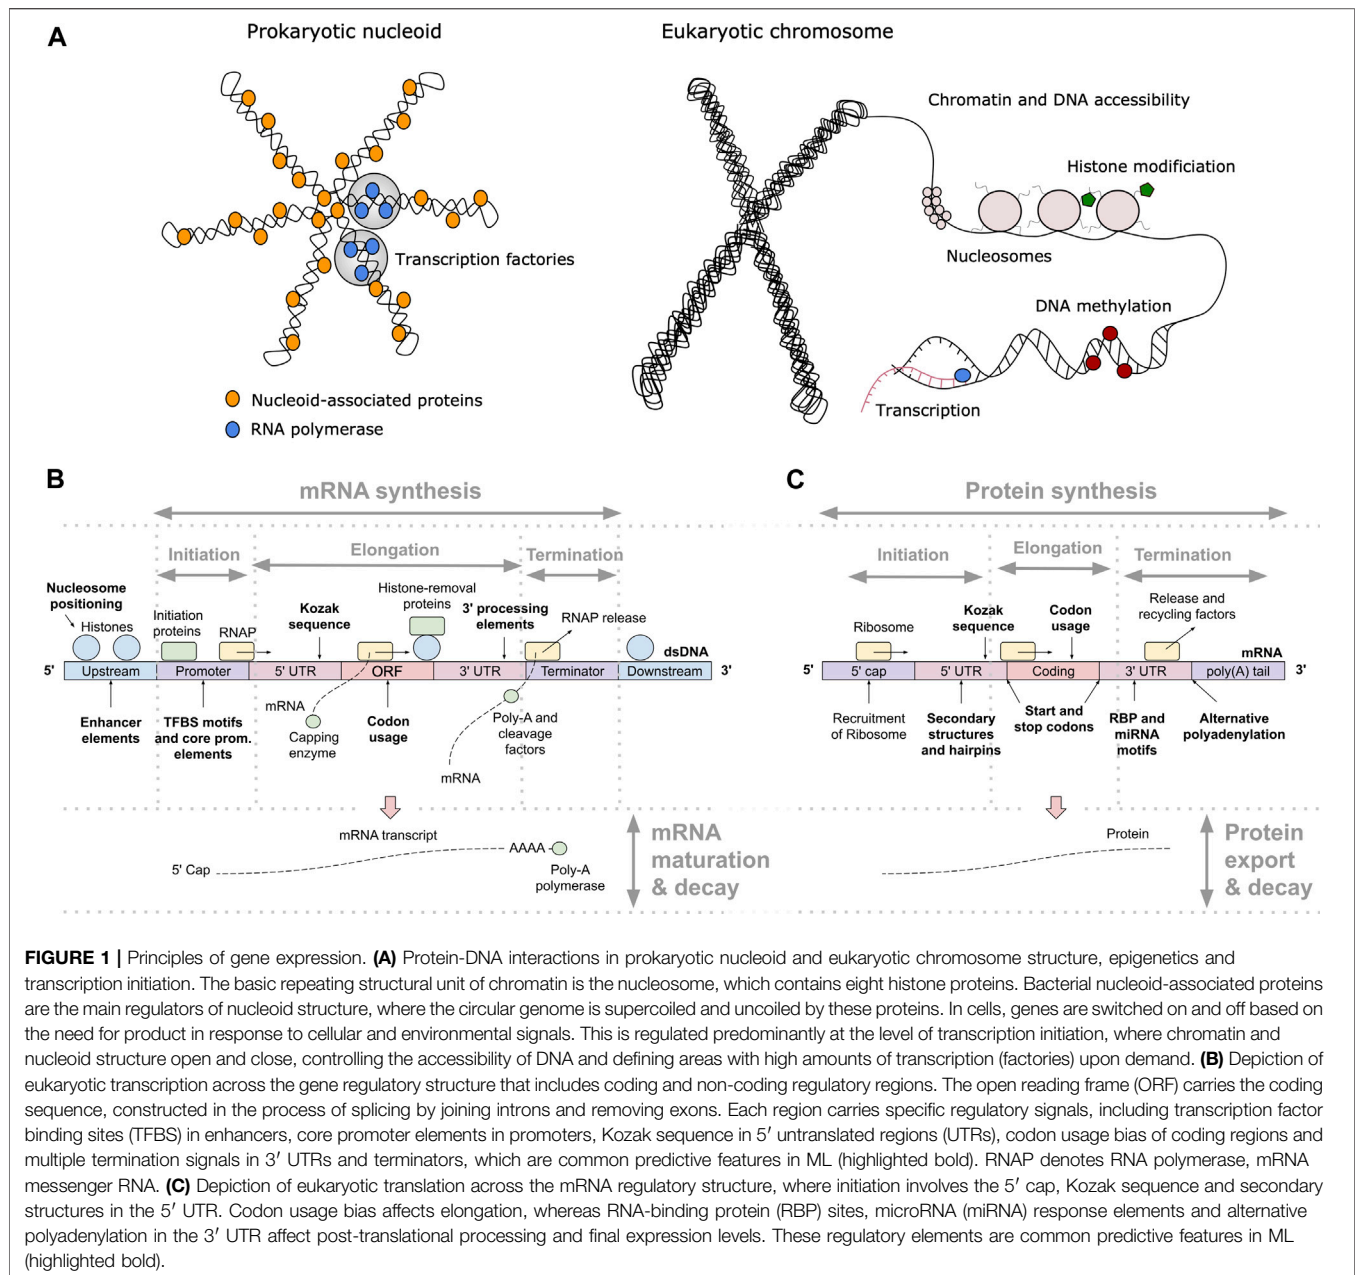 A
Prokaryotic nucleoid
Eukaryotic chromosome
Chromatin and DNA accessibility
Histone modificiation
Nucleosomes
Transcription factories
DNA methylation
Transcription
Nucleoid-associated proteins
RNA polymerase
B
mRNA synthesis
Initiation
Elongation
Termination
Nucleosome
positioning
Histones
Initiation
proteins
RNAP
Kozak
sequence
Histone-removal
proteins
3' processing
elements
RNAP release
dsDNA
5'
Upstream
Promoter
5' UTR
ORF
3' UTR
Terminator
Downstream
3'
Enhancer
elements
TFBS motifs
and core prom.
elements
mRNA
Capping
enzyme
Codon
usage
mRNA
Poly-A and
cleavage
factors
mRNA transcript
5' Cap
AAAA
Poly-A
polymerase
mRNA
maturation
& decay
C
Protein synthesis
Initiation
Elongation
Termination
Ribosome
Kozak
sequence
Codon
usage
Release and
recycling factors
mRNA
5'
5' cap
5' UTR
Coding
3' UTR
poly(A) tail
3'
Recruitment
of Ribosome
Secondary
structures
and hairpins
Start and
stop codons
RBP and
miRNA
motifs
Alternative
polyadenylation
Protein
Protein
export
& decay
FIGURE 1 | Principles of gene expression. (A) Protein-DNA interactions in prokaryotic nucleoid and eukaryotic chromosome structure, epigenetics and
transcription initiation. The basic repeating structural unit of chromatin is the nucleosome, which contains eight histone proteins. Bacterial nucleoid-associated proteins
are the main regulators of nucleoid structure, where the circular genome is supercoiled and uncoiled by these proteins. In cells, genes are switched on and off based on
the need for product in response to cellular and environmental signals. This is regulated predominantly at the level of transcription initiation, where chromatin and
nucleoid structure open and close, controlling the accessibility of DNA and defining areas with high amounts of transcription (factories) upon demand. (B) Depiction of
eukaryotic transcription across the gene regulatory structure that includes coding and non-coding regulatory regions. The open reading frame (ORF) carries the coding
sequence, constructed in the process of splicing by joining introns and removing exons. Each region carries specific regulatory signals, including transcription factor
binding sites (TFBS) in enhancers, core promoter elements in promoters, Kozak sequence in 5′ untranslated regions (UTRs), codon usage bias of coding regions and
multiple termination signals in 3′ UTRs and terminators, which are common predictive features in ML (highlighted bold). RNAP denotes RNA polymerase, mRNA
messenger RNA. (C) Depiction of eukaryotic translation across the mRNA regulatory structure, where initiation involves the 5′ cap, Kozak sequence and secondary
structures in the 5′ UTR. Codon usage bias affects elongation, whereas RNA-binding protein (RBP) sites, microRNA (miRNA) response elements and alternative
polyadenylation in the 3′ UTR affect post-translational processing and final expression levels. These regulatory elements are common predictive features in ML
(highlighted bold).